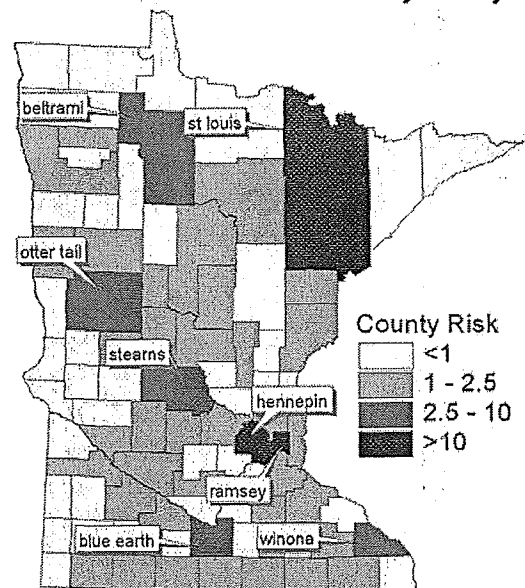 beltrami
st louis
otter tail
stearns
County Risk
<1
1 - 2.5
2.5 - 10
>10
hennepin
ramsey
blue earth
winona